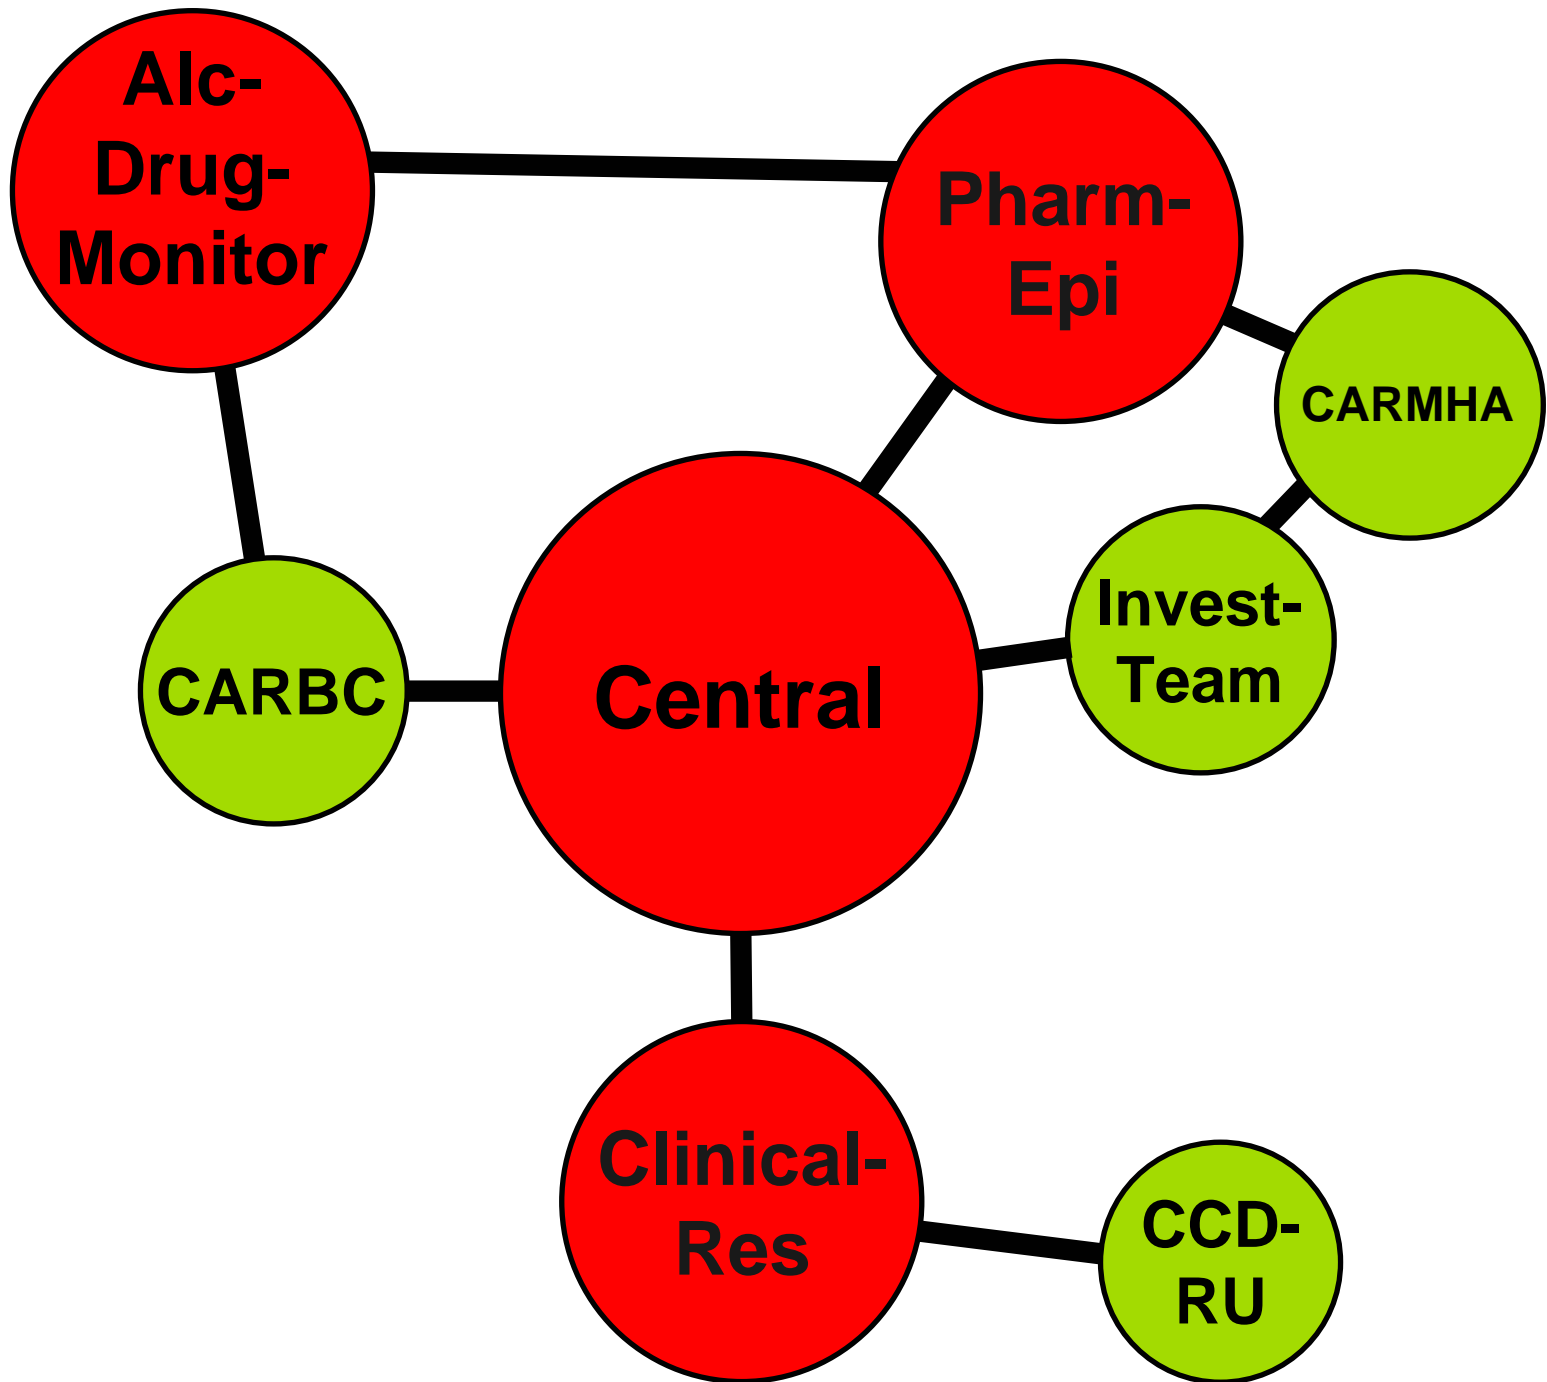 Alc-
Drug-
Monitor
Pharm-
Epi
CARMHA
Invest-
Team
CARBC
Central
Clinical-
Res
CCD-
RU